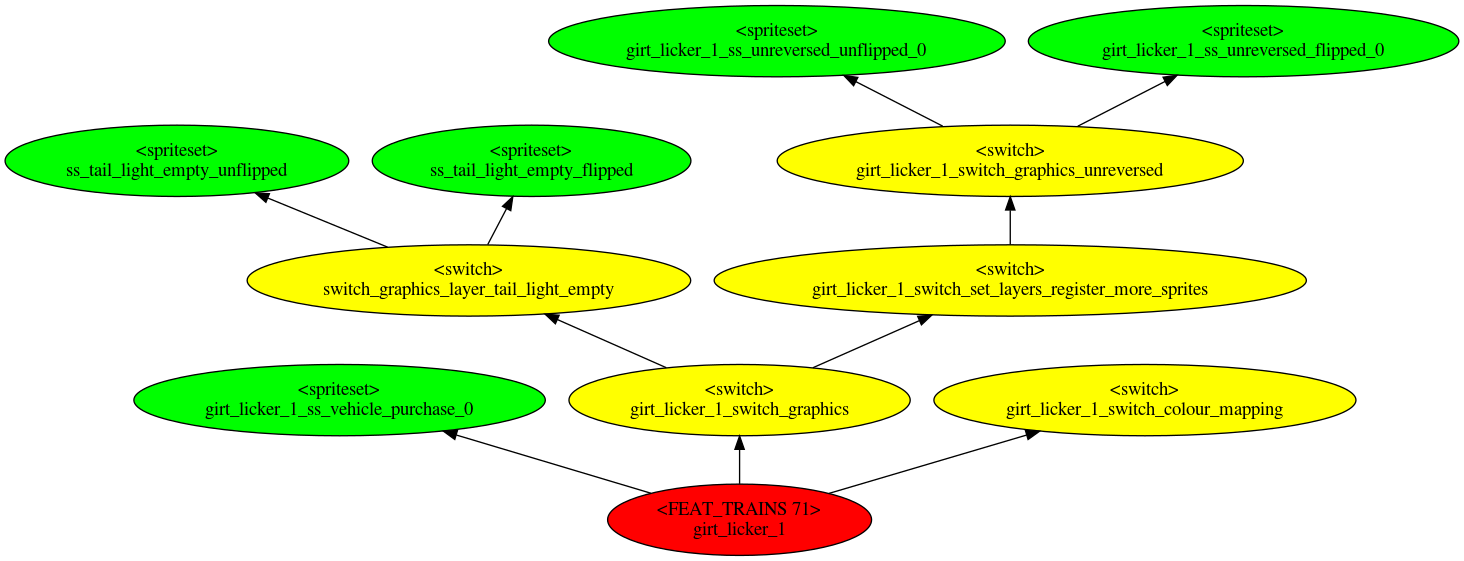 <spriteset>
girt_licker_1_ss_unreversed_unflipped_0
<spriteset>
girt_licker_1_ss_unreversed_flipped_0
<spriteset>
ss_tail_light_empty_unflipped
<spriteset>
ss_tail_light_empty_flipped
<switch>
girt_licker_1_switch_graphics_unreversed
<switch>
switch_graphics_layer_tail_light_empty
<switch>
girt_licker_1_switch_set_layers_register_more_sprites
<spriteset>
girt_licker_1_ss_vehicle_purchase_0
<switch>
girt_licker_1_switch_graphics
<switch>
girt_licker_1_switch_colour_mapping
<FEAT_TRAINS 71>
girt_licker_1